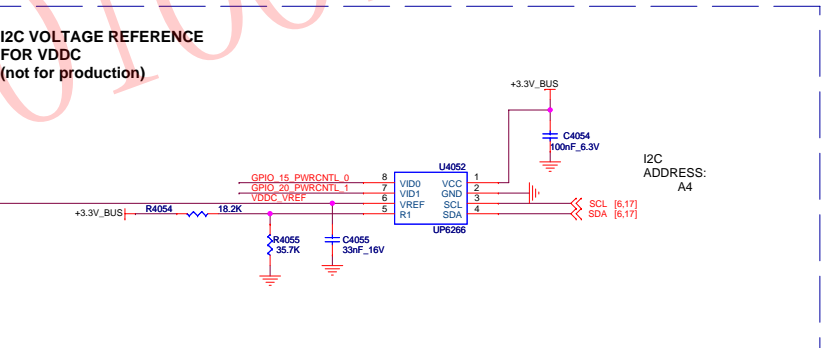 I2C VOLTAGE REFERENCE
FOR VDDC
(not for production)
+3.3V_BUS
C4054
100nF_6.3V
I2C
ADDRESS:
A4
U4052
GPIO_15_PWRCNTL_0 8 VID0 VCC 1
GPIO_20_PWRCNTL_1 7 VID1 GND 2
VDDC_VREF 6 VREF SCL 3 SCL [6,17]
+3.3V_BUS R4054 18.2K 5 R1 SDA 4 SDA [6,17]
UP6266
R4055
35.7K
C4055
33nF_16V